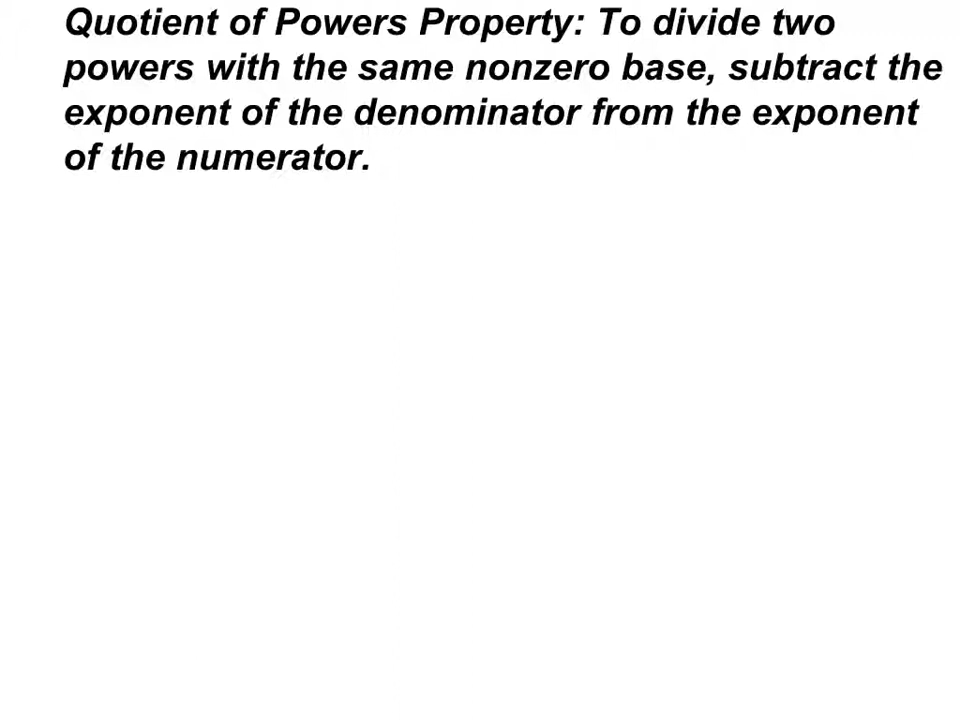 Quotient of Powers Property: To divide two
powers with the same nonzero base, subtract the
exponent of the denominator from the exponent
of the numerator.